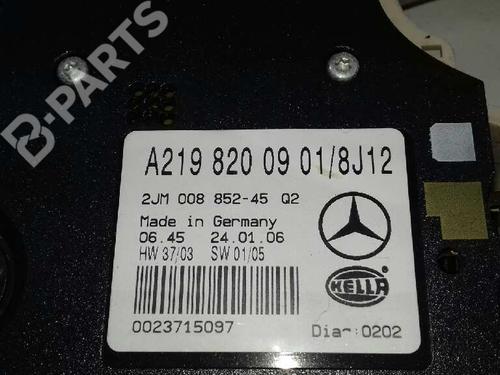 B-PARTS
A219 820 09 01/8J12
2JM 008 852-45 Q2
Made in Germany
06.45 24.01.06
HW 37/03 SW 01/05
HELLA
0023715097 Diag:0202